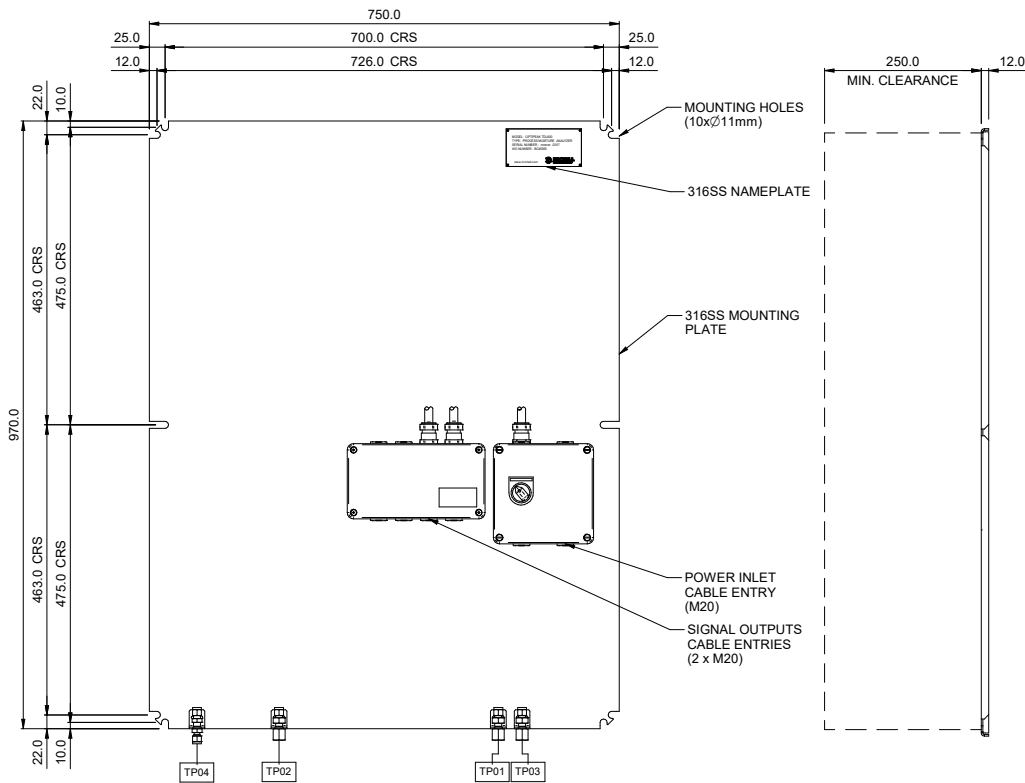 750.0
25.0
700.0 CRS
25.0
12.0
726.0 CRS
12.0
250.0
MIN. CLEARANCE
12.0
22.0
10.0
MOUNTING HOLES
(10xØ11mm)
316SS NAMEPLATE
463.0 CRS
475.0 CRS
316SS MOUNTING
PLATE
970.0
463.0 CRS
475.0 CRS
POWER INLET
CABLE ENTRY
(M20)
SIGNAL OUTPUTS
CABLE ENTRIES
(2 x M20)
22.0
10.0
TP04
TP02
TP01
TP03